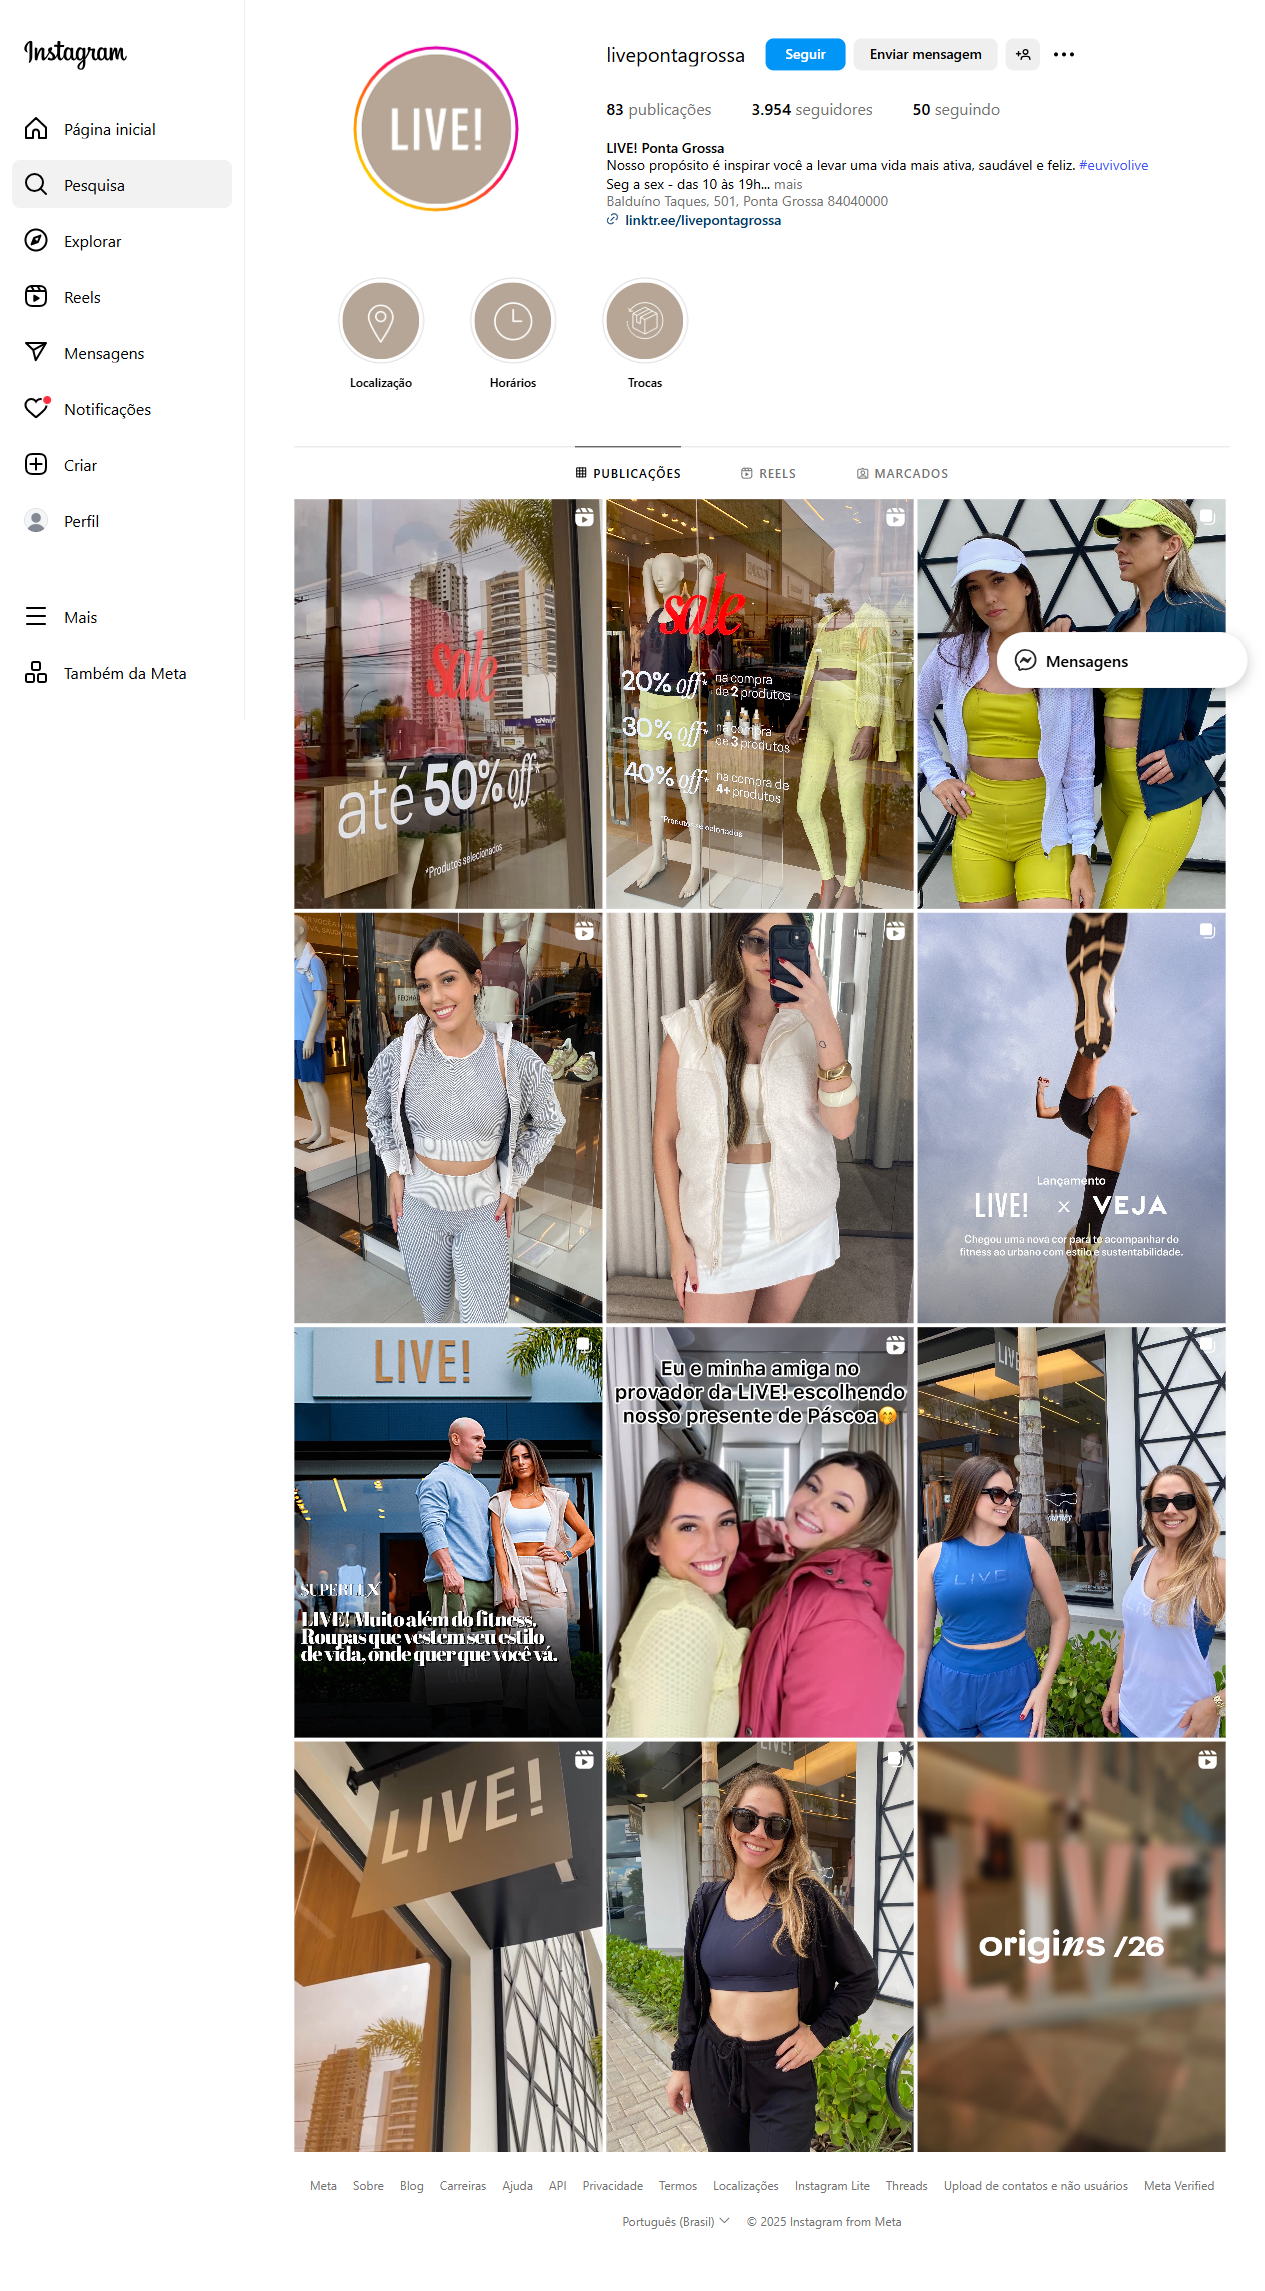 Instagram
Página inicial
Pesquisa
Explorar
Reels
Mensagens
Notificações
Criar
Perfil
Mais
Também da Meta
LIVE!
livepontagrossa
Seguir
Enviar mensagem
83 publicações
3.954 seguidores
50 seguindo
LIVE! Ponta Grossa
Nosso propósito é inspirar você a levar uma vida mais ativa, saudável e feliz. #euvivolive
Seg a sex - das 10 às 19h... mais
Balduíno Taques, 501, Ponta Grossa 84040000
linktr.ee/livepontagrossa
Localização
Horários
Trocas
PUBLICAÇÕES
REELS
MARCADOS
sale
até 50% off*
*Produtos selecionados
sale
20% off* na compra
de 2 produtos
30% off* na compra
de 3 produtos
40% off* na compra de
4+ produtos
*Produtos selecionados
Mensagens
Lançamento
LIVE! x VEJA
Chegou uma nova cor para te acompanhar do
fitness ao urbano com estilo e sustentabilidade.
LIVE!
SUPERLUX
LIVE! Muito além do fitness.
Roupas que vestem seu estilo
de vida, onde quer que você vá.
Eu e minha amiga no
provador da LIVE! escolhendo
nosso presente de Páscoa🤭
LIVE!
LIVE
LIVE!
LIVE!
LIVE!
origins /26
Meta
Sobre
Blog
Carreiras
Ajuda
API
Privacidade
Termos
Localizações
Instagram Lite
Threads
Upload de contatos e não usuários
Meta Verified
Português (Brasil)
© 2025 Instagram from Meta